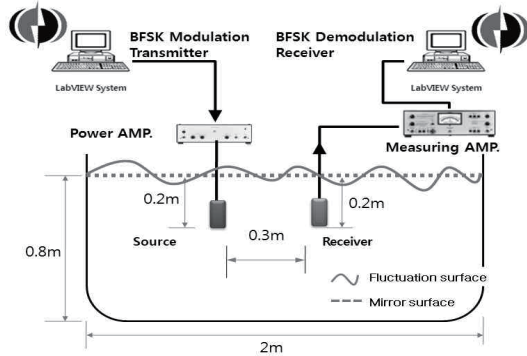 BFSK Modulation
Transmitter
BFSK Demodulation
Receiver
LabVIEW System
LabVIEW System
Power AMP.
Measuring AMP.
0.2m
0.2m
0.8m
Source
0.3m
Receiver
Fluctuation surface
Mirror surface
2m